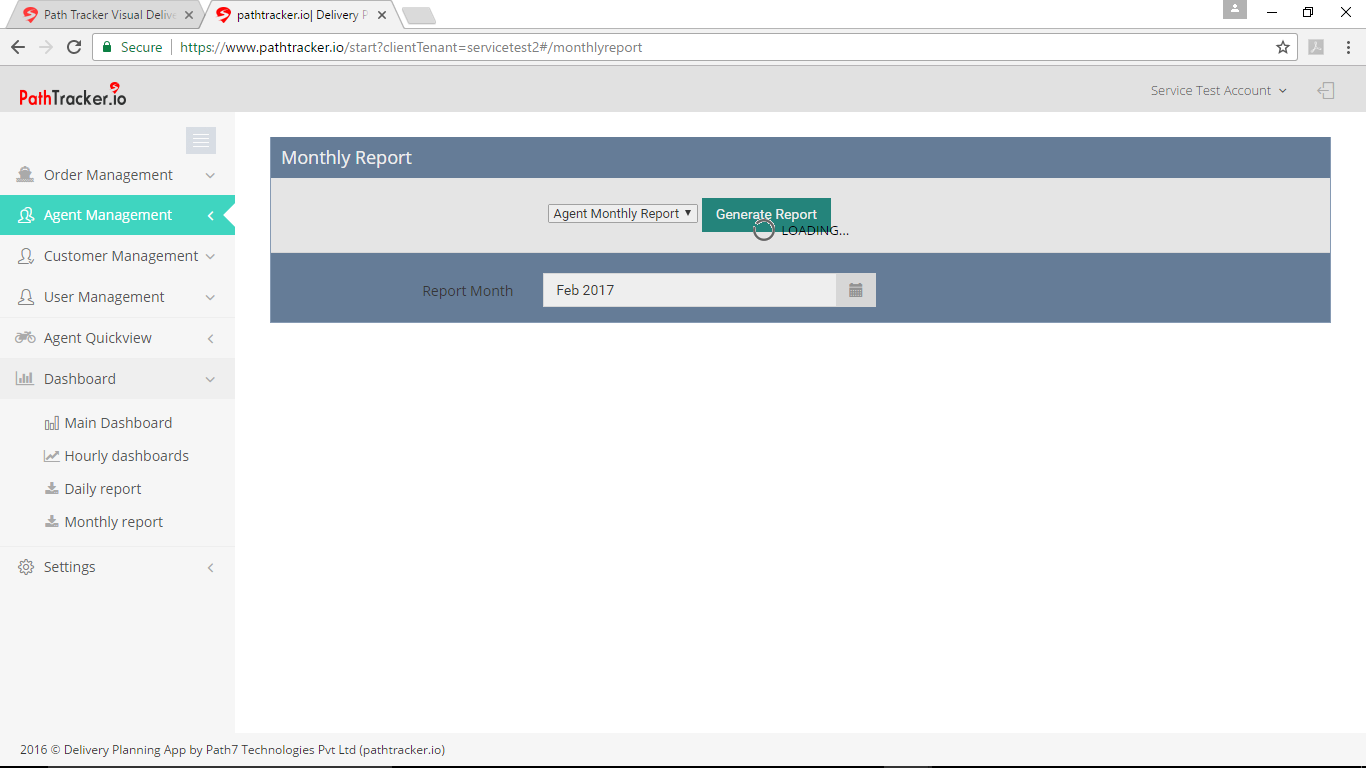 Path Tracker Visual Delive
pathtracker.io| Delivery P
Secure
https://www.pathtracker.io/start?clientTenant=servicetest2#/monthlyreport
PathTracker.io
Service Test Account
Order Management
Agent Management
Customer Management
User Management
Agent Quickview
Dashboard
Main Dashboard
Hourly dashboards
Daily report
Monthly report
Settings
Monthly Report
Agent Monthly Report
Generate Report
LOADING...
Report Month
Feb 2017
2016 © Delivery Planning App by Path7 Technologies Pvt Ltd (pathtracker.io)